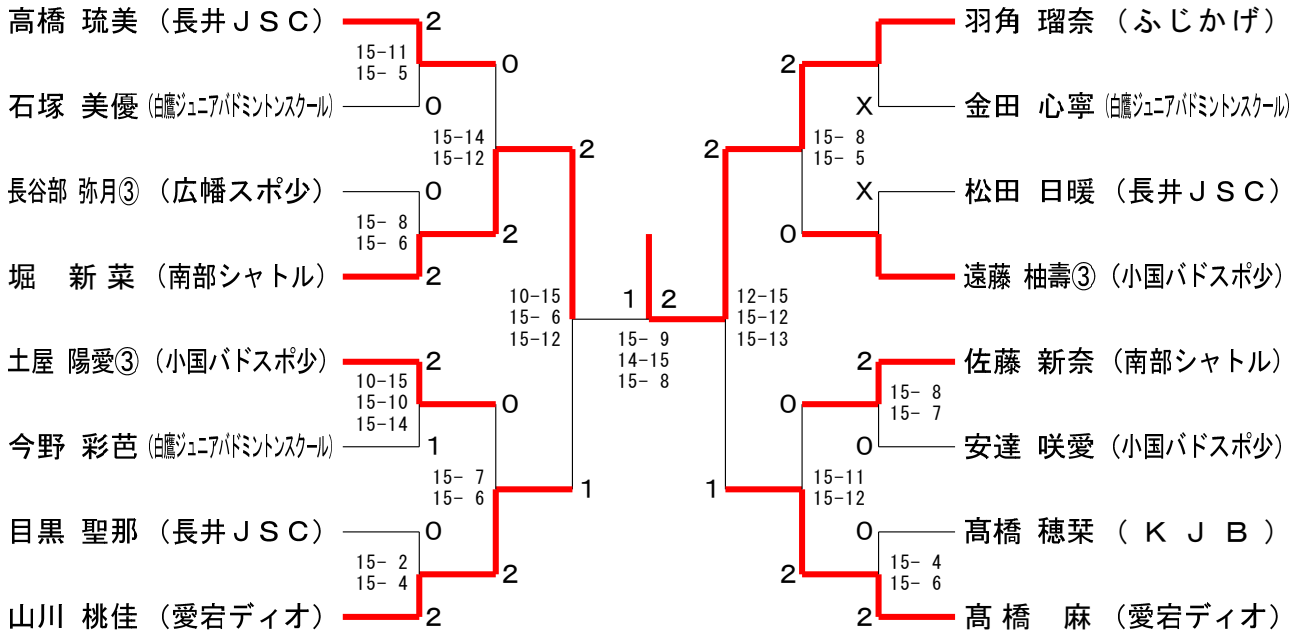 高橋 琉美 (長井ＪＳＣ) 2
15-11
15- 5
0
石塚 美優 (白鷹ジュニアバドミントンスクール) 0
15-14
15-12
2
長谷部 弥月③ (広幡スポ少) 0
15- 8
15- 6
2
堀 新菜 (南部シャトル) 2
10-15
15- 6
15-12
土屋 陽愛③ (小国バドスポ少) 2
10-15
15-10
15-14
0
今野 彩芭 (白鷹ジュニアバドミントンスクール) 1
15- 7
15- 6
1
目黒 聖那 (長井ＪＳＣ) 0
15- 2
15- 4
2
山川 桃佳 (愛宕ディオ) 2
1 2
15- 9
14-15
15- 8
羽角 瑠奈 (ふじかげ)
2
X 金田 心寧 (白鷹ジュニアバドミントンスクール)
2
15- 8
15- 5
X 松田 日暖 (長井ＪＳＣ)
0
遠藤 柚壽③ (小国バドスポ少)
12-15
15-12
15-13
2 佐藤 新奈 (南部シャトル)
15- 8
15- 7
0
0 安達 咲愛 (小国バドスポ少)
1
15-11
15-12
0 髙橋 穂栞 (ＫＪＢ)
15- 4
15- 6
2
2 髙橋 麻 (愛宕ディオ)